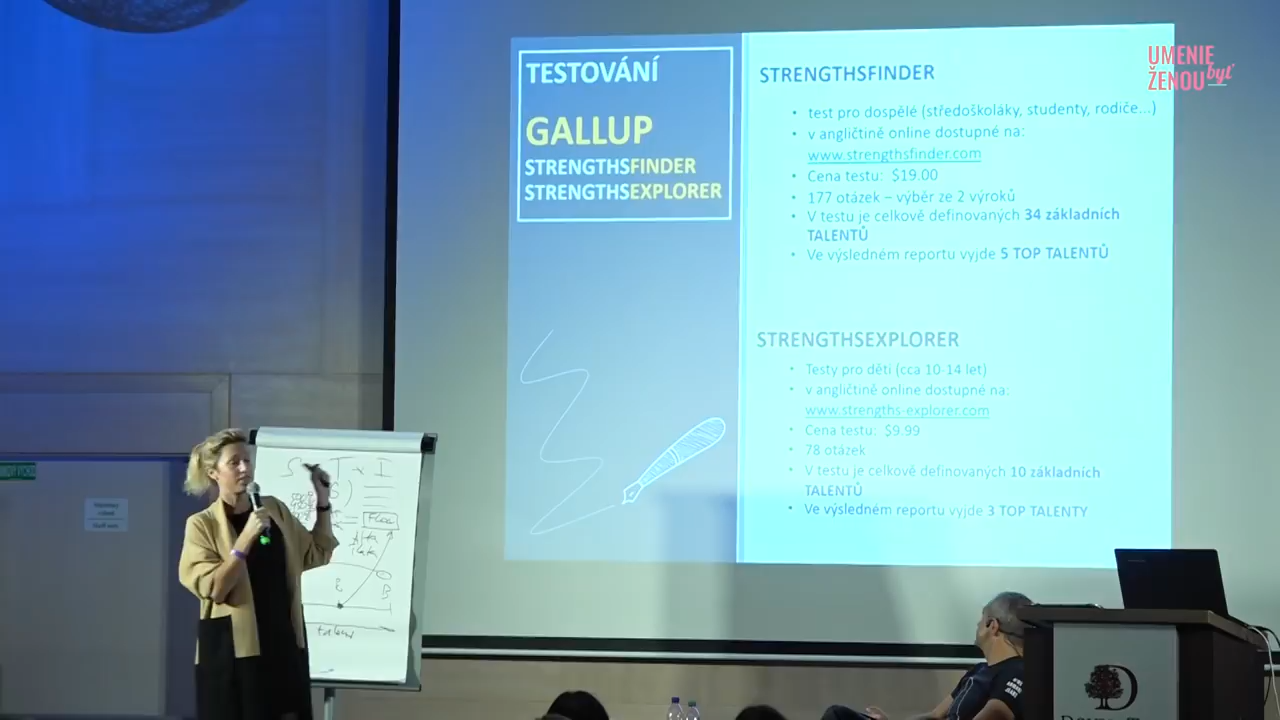 TESTOVÁNÍ
GALLUP
STRENGTHSFINDER
STRENGTHSEXPLORER
STRENGTHSFINDER
• test pro dospělé (středoškoláky, studenty, rodiče...)
• v angličtině online dostupné na:
www.strengthsfinder.com
• Cena testu: $19.00
• 177 otázek – výběr ze 2 výroků
• V testu je celkově definovaných 34 základních
TALENTŮ
• Ve výsledném reportu vyjde 5 TOP TALENTŮ
STRENGTHSEXPLORER
• Testy pro děti (cca 10-14 let)
• v angličtině online dostupné na:
www.strengths-explorer.com
• Cena testu: $9.99
• 78 otázek
• V testu je celkově definovaných 10 základních
TALENTŮ
• Ve výsledném reportu vyjde 3 TOP TALENTY
UMENIE
byť
ŽENOU
S T x I
= Flow
talent
D